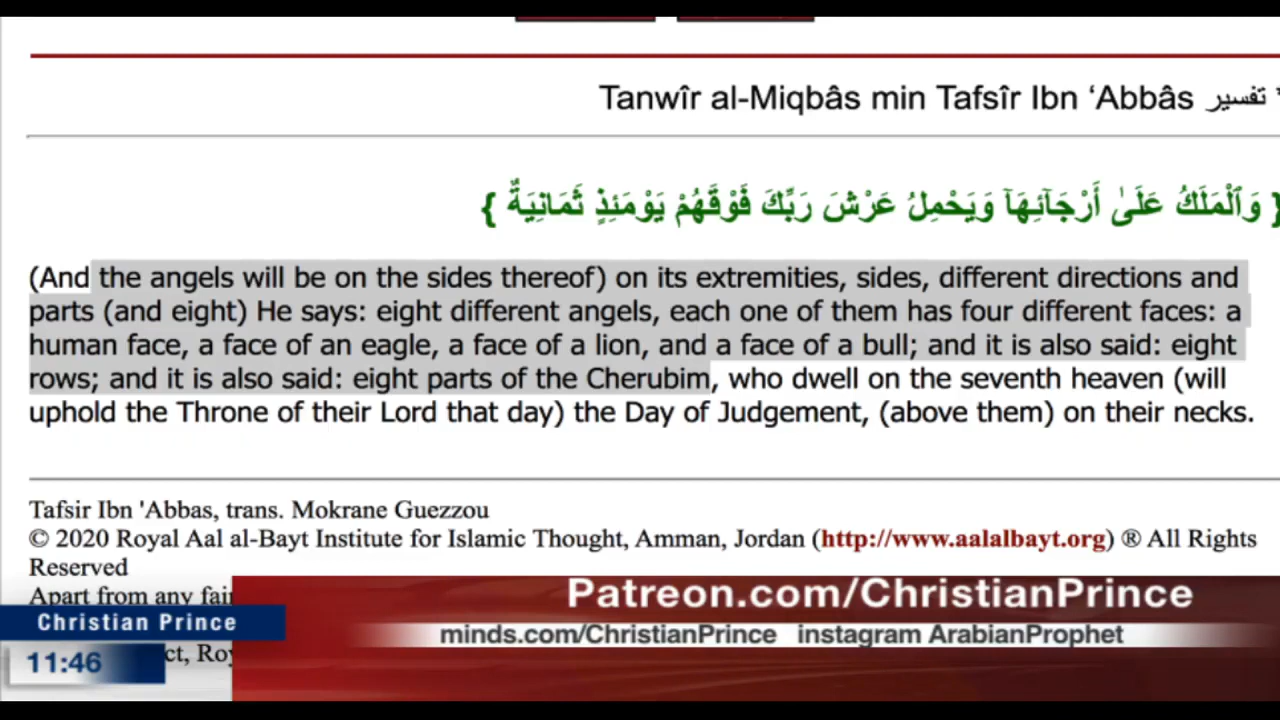 Tanwîr al-Miqbâs min Tafsîr Ibn ‘Abbâs تفسير *
{ وَٱلْمَلَكُ عَلَىٰ أَرْجَآئِهَآ وَيَحْمِلُ عَرْشَ رَبِّكَ فَوْقَهُمْ يَوْمَئِذٍ ثَمَانِيَةٌ }
(And the angels will be on the sides thereof) on its extremities, sides, different directions and
parts (and eight) He says: eight different angels, each one of them has four different faces: a
human face, a face of an eagle, a face of a lion, and a face of a bull; and it is also said: eight
rows; and it is also said: eight parts of the Cherubim, who dwell on the seventh heaven (will
uphold the Throne of their Lord that day) the Day of Judgement, (above them) on their necks.
Tafsir Ibn 'Abbas, trans. Mokrane Guezzou
© 2020 Royal Aal al-Bayt Institute for Islamic Thought, Amman, Jordan (http://www.aalalbayt.org) ® All Rights
Reserved
Apart from any fair
Patreon.com/ChristianPrince
Christian Prince
minds.com/ChristianPrince instagram ArabianProphet
11:46